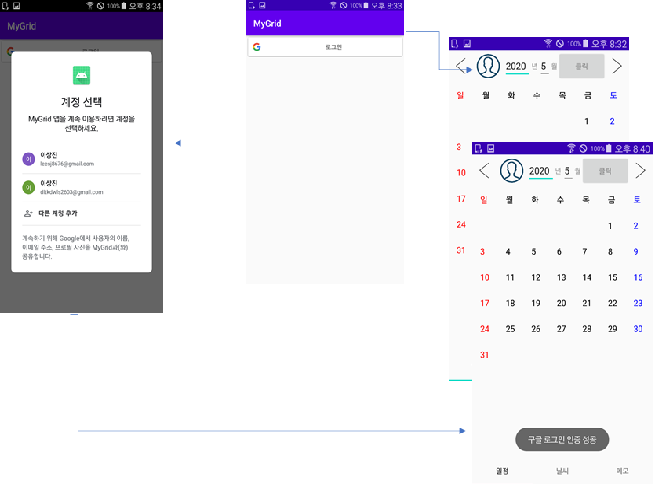 100% 오후 8:34
MyGrid
계정 선택
MyGrid 앱을 계속 이용하려면 계정을
선택하세요.
이상진
이상진
다른 계정 추가
계속하기 위해 Google에서 사용자의 이름,
이메일 주소, 프로필 사진을 MyGrid와(과)
공유합니다.
100% 오후 8:33
MyGrid
로그인
100% 오후 8:32
2020 년 5 월 클릭
일 월 화 수 목 금 토
1 2
3
10
17
24
31
100% 오후 8:40
2020 년 5 월 클릭
일 월 화 수 목 금 토
1 2
3 4 5 6 7 8 9
10 11 12 13 14 15 16
17 18 19 20 21 22 23
24 25 26 27 28 29 30
31
구글 로그인 인증 성공
일정 날씨 메모